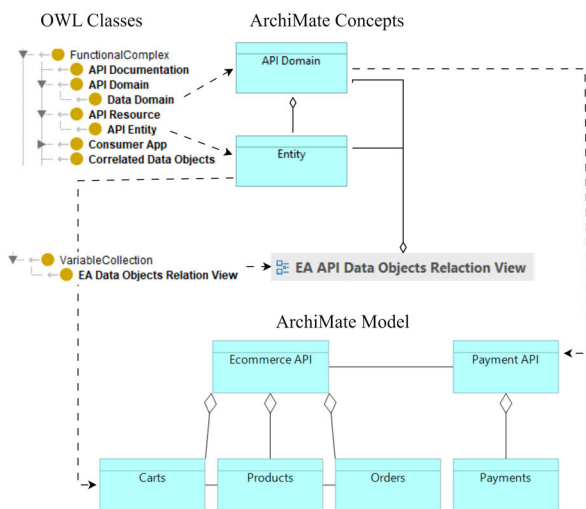 OWL Classes
ArchiMate Concepts
FunctionalComplex
API Documentation
API Domain
Data Domain
API Resource
API Entity
Consumer App
Correlated Data Objects
API Domain
Entity
VariableCollection
EA Data Objects Relation View
EA API Data Objects Relaction View
ArchiMate Model
Ecommerce API
Payment API
Carts
Products
Orders
Payments